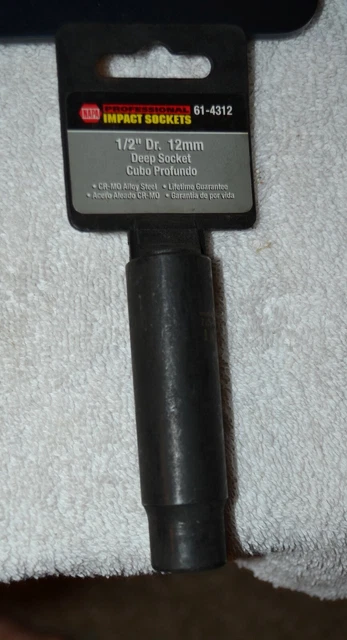 NAPA PROFESSIONAL
IMPACT SOCKETS 61-4312
1/2" Dr. 12mm
Deep Socket
Cubo Profundo
• CR-MO Alloy Steel • Lifetime Guarantee
• Acero Aleado CR-MO • Garantia de por vida